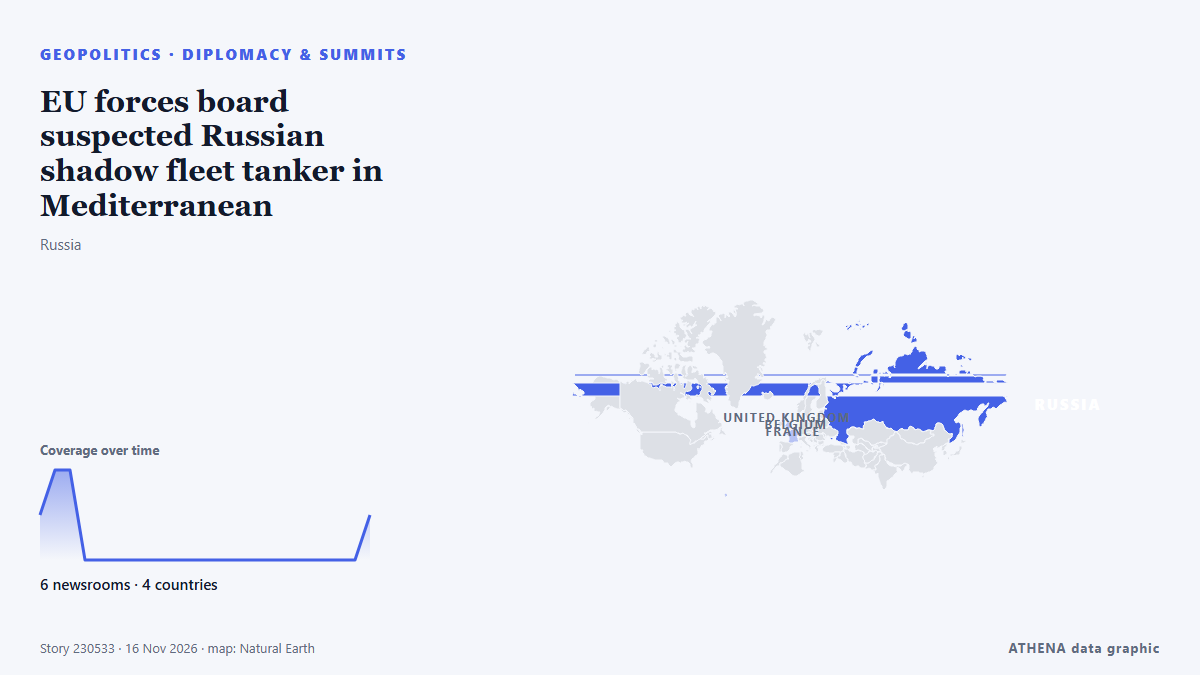 GEOPOLITICS · DIPLOMACY & SUMMITS
EU forces board
suspected Russian
shadow fleet tanker in
Mediterranean
Russia
RUSSIA
UNITED KINGDOM
BELGIUM
FRANCE
Coverage over time
6 newsrooms · 4 countries
Story 230533 · 16 Nov 2026 · map: Natural Earth
ATHENA data graphic